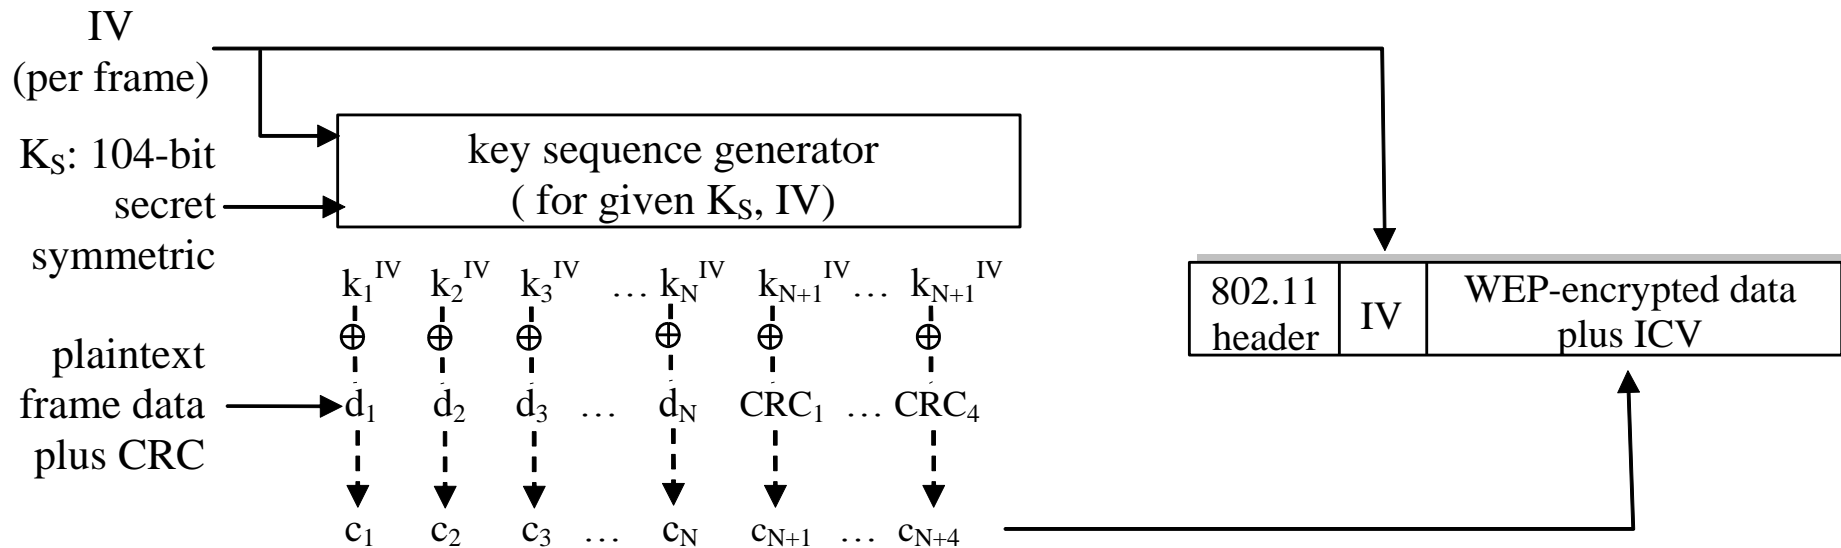 IV
(per frame)
KS: 104-bit
secret
symmetric
key sequence generator
( for given KS, IV)
k1IV k2IV k3IV … kNIV kN+1IV … kN+1IV
802.11
header
IV
WEP-encrypted data
plus ICV
plaintext
frame data
plus CRC
d1 d2 d3 … dN CRC1 … CRC4
c1 c2 c3 … cN cN+1 … cN+4